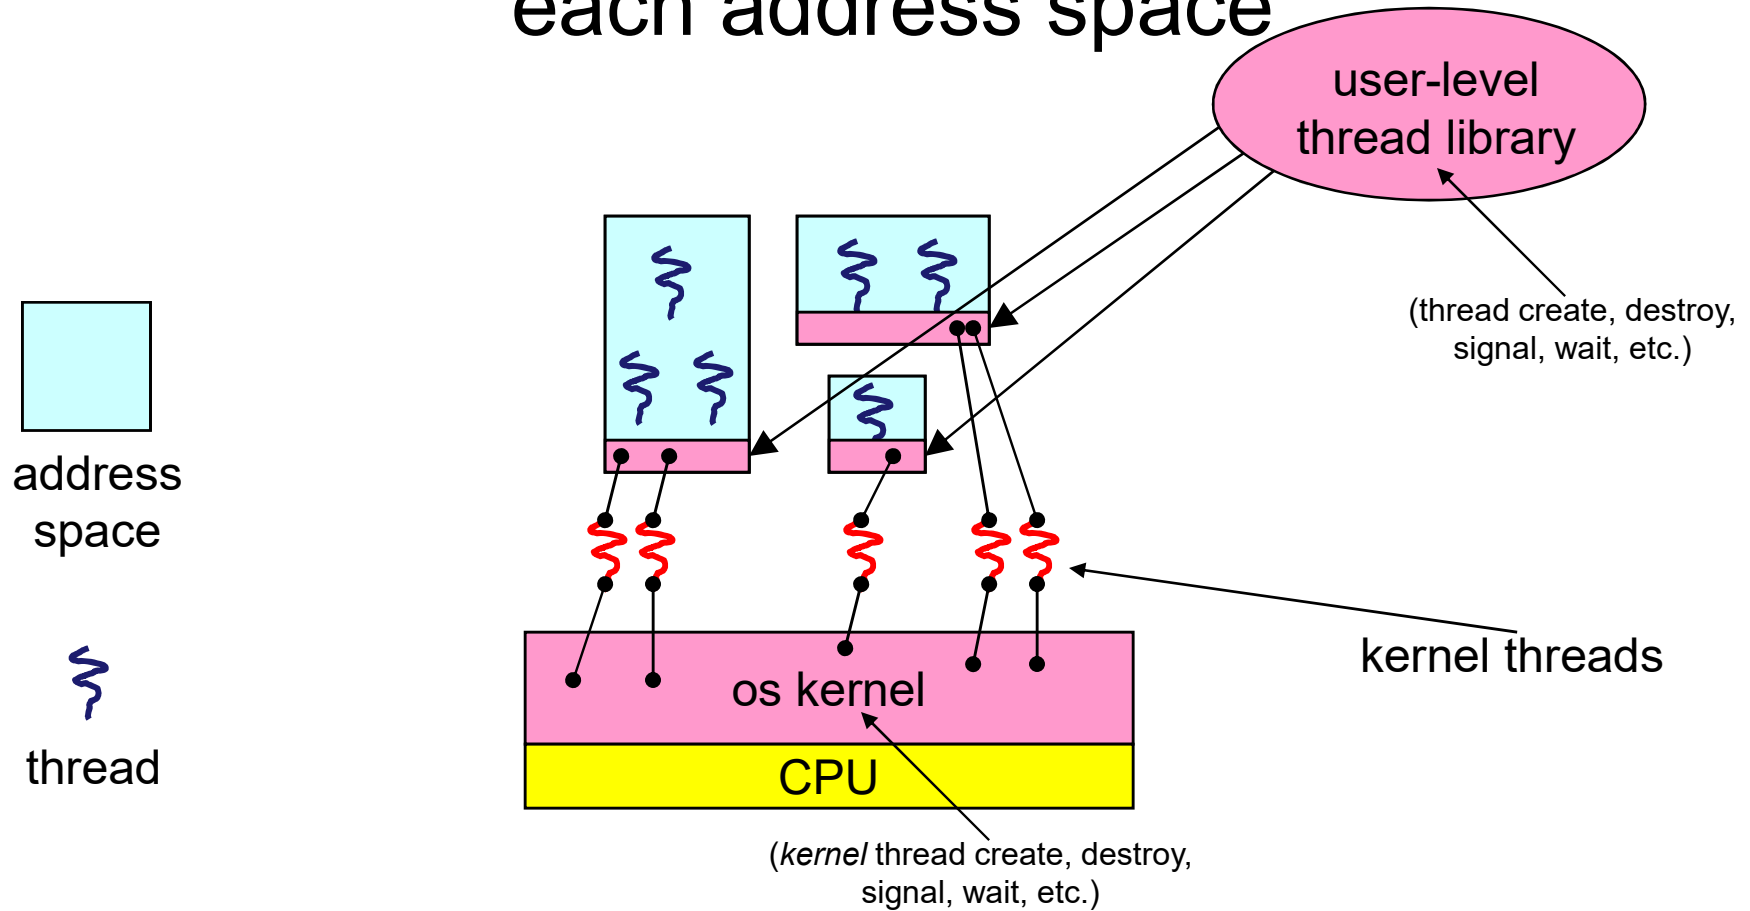 each address space
user-level
thread library
(thread create, destroy,
signal, wait, etc.)
address
space
kernel threads
os kernel
thread
CPU
(kernel thread create, destroy,
signal, wait, etc.)